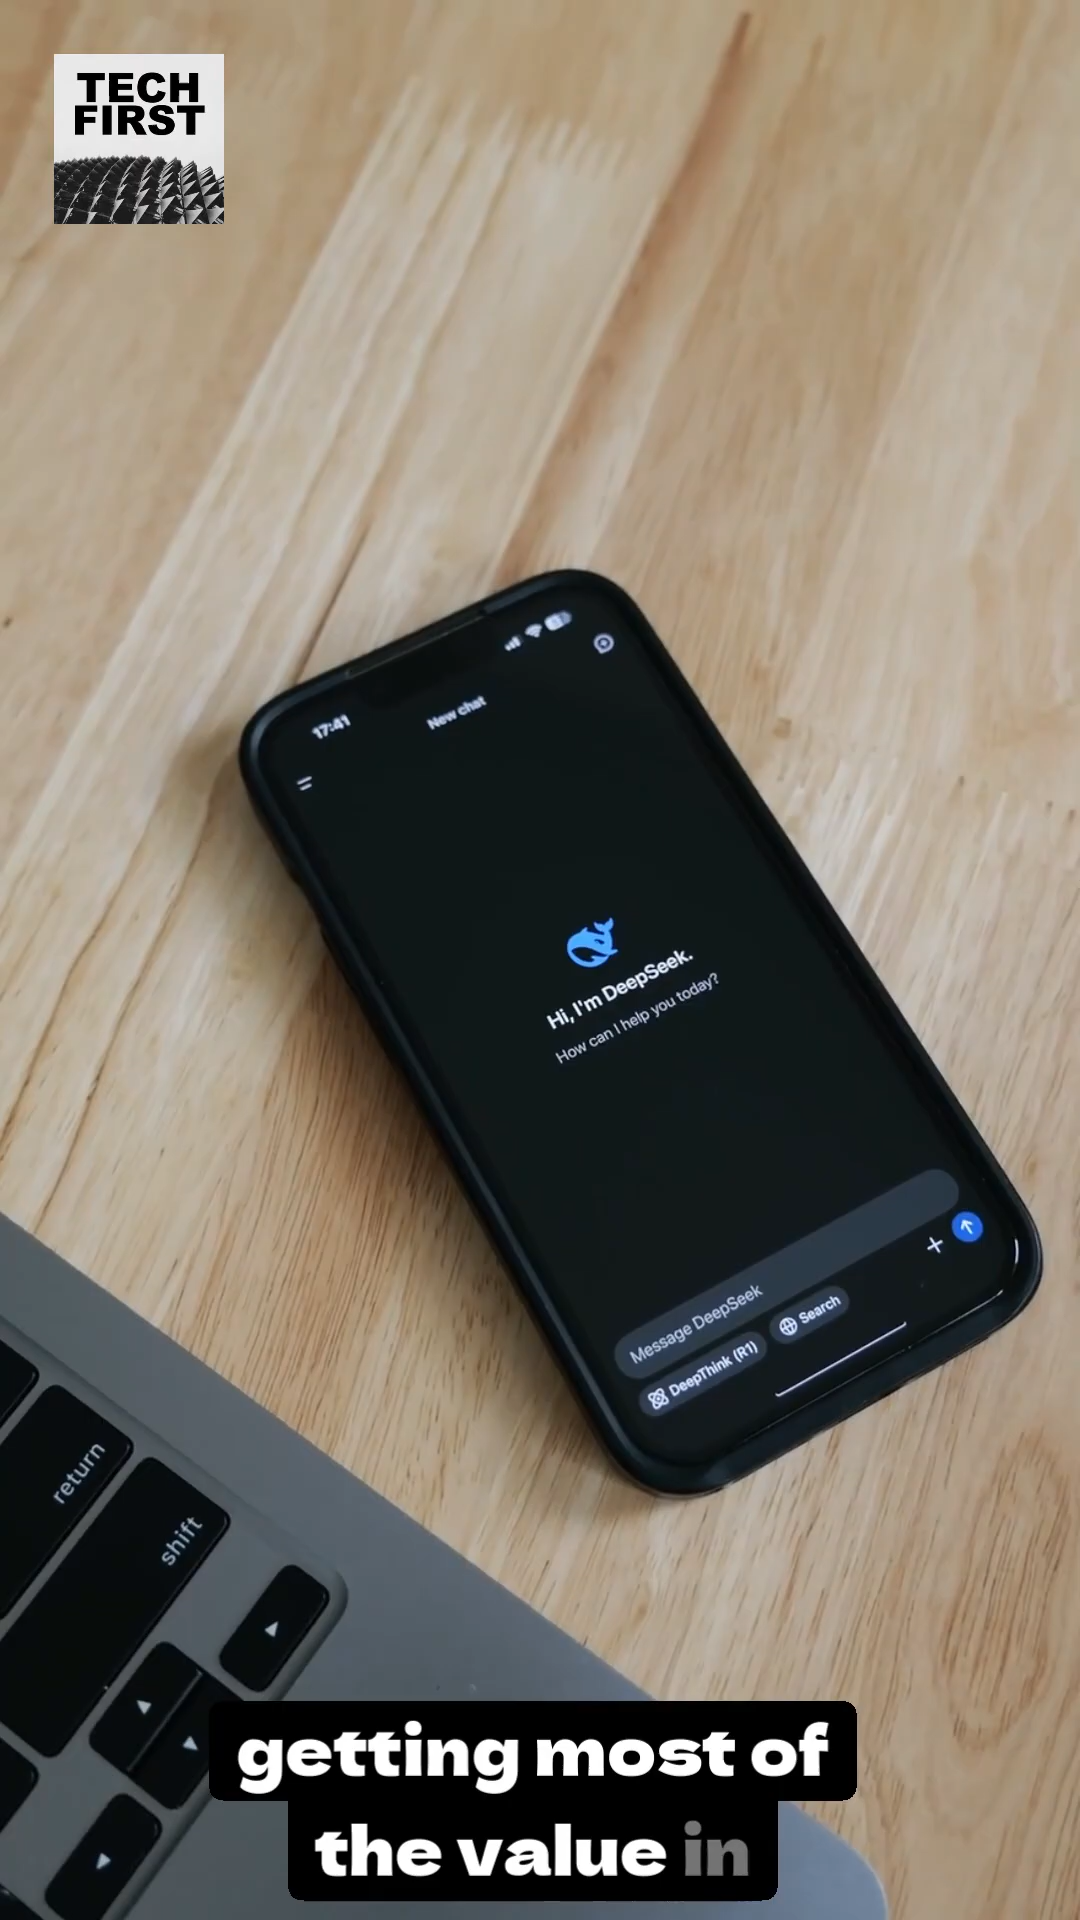 TECH
FIRST
17:41
New chat
Hi, I'm DeepSeek.
How can I help you today?
Message DeepSeek
DeepThink (R1)
Search
return
shift
getting most of
the value in